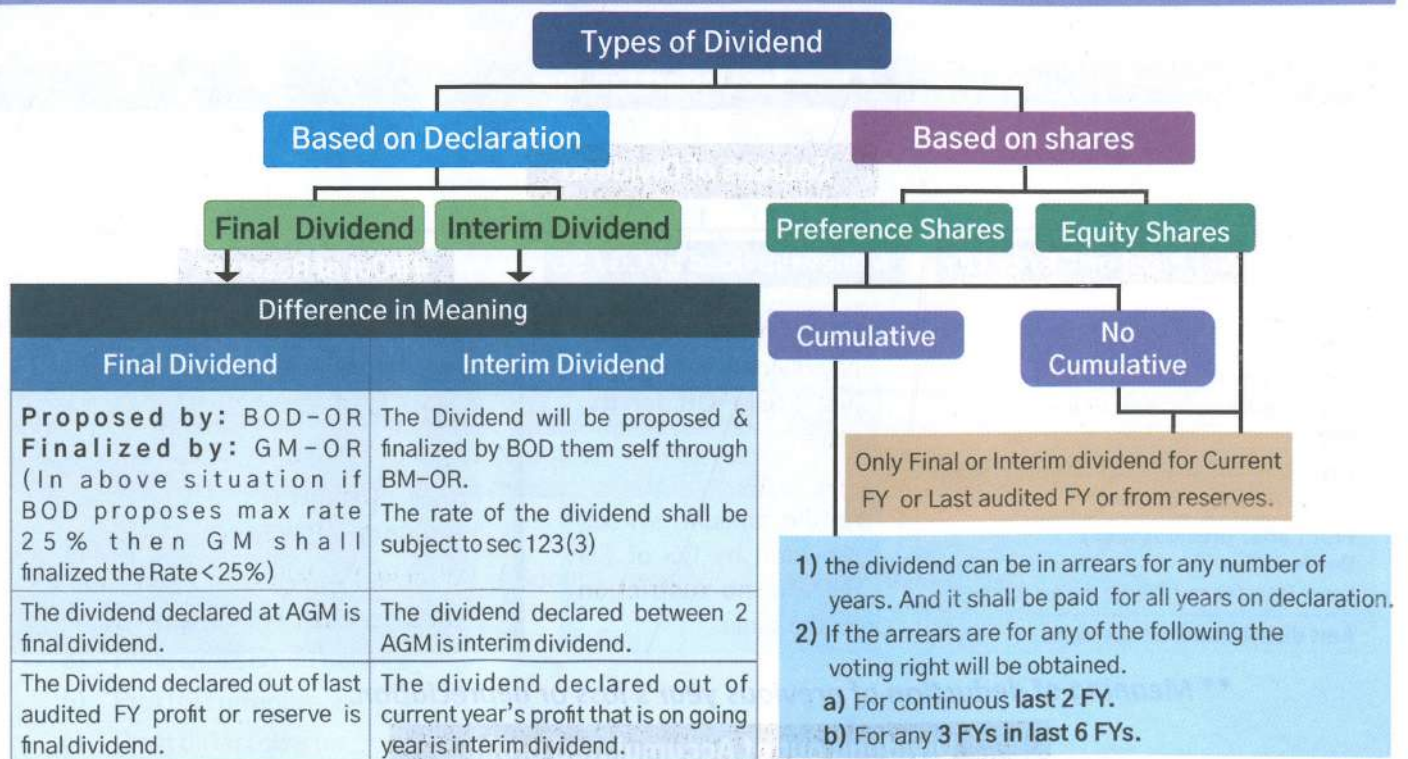 Types of Dividend
Based on Declaration
Based on shares
Final Dividend
Interim Dividend
Preference Shares
Equity Shares
Difference in Meaning
Final Dividend
Interim Dividend
Proposed by: BOD-OR
Finalized by: GM-OR
(In above situation if
BOD proposes max rate
25% then GM shall
finalized the Rate<25%)
The Dividend will be proposed &
finalized by BOD them self through
BM-OR.
The rate of the dividend shall be
subject to sec 123(3)
The dividend declared at AGM is
final dividend.
The dividend declared between 2
AGM is interim dividend.
The Dividend declared out of last
audited FY profit or reserve is
final dividend.
The dividend declared out of
current year's profit that is on going
year is interim dividend.
Cumulative
No
Cumulative
Only Final or Interim dividend for Current
FY or Last audited FY or from reserves.
1) the dividend can be in arrears for any number of
years. And it shall be paid for all years on declaration.
2) If the arrears are for any of the following the
voting right will be obtained.
a) For continuous last 2 FY.
b) For any 3 FYs in last 6 FYs.